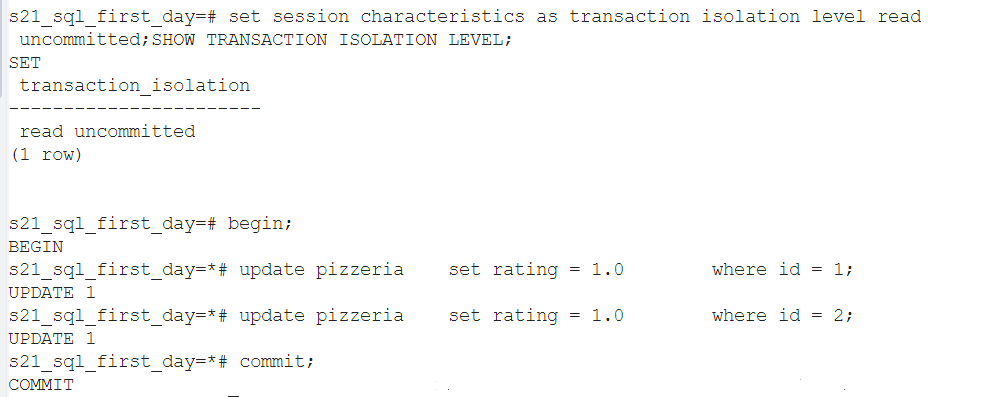 s21_sql_first_day=# set session characteristics as transaction isolation level read
uncommitted;SHOW TRANSACTION ISOLATION LEVEL;
SET
transaction_isolation
-----------------------
read uncommitted
(1 row)
s21_sql_first_day=# begin;
BEGIN
s21_sql_first_day=*# update pizzeria    set rating = 1.0        where id = 1;
UPDATE 1
s21_sql_first_day=*# update pizzeria    set rating = 1.0        where id = 2;
UPDATE 1
s21_sql_first_day=*# commit;
COMMIT